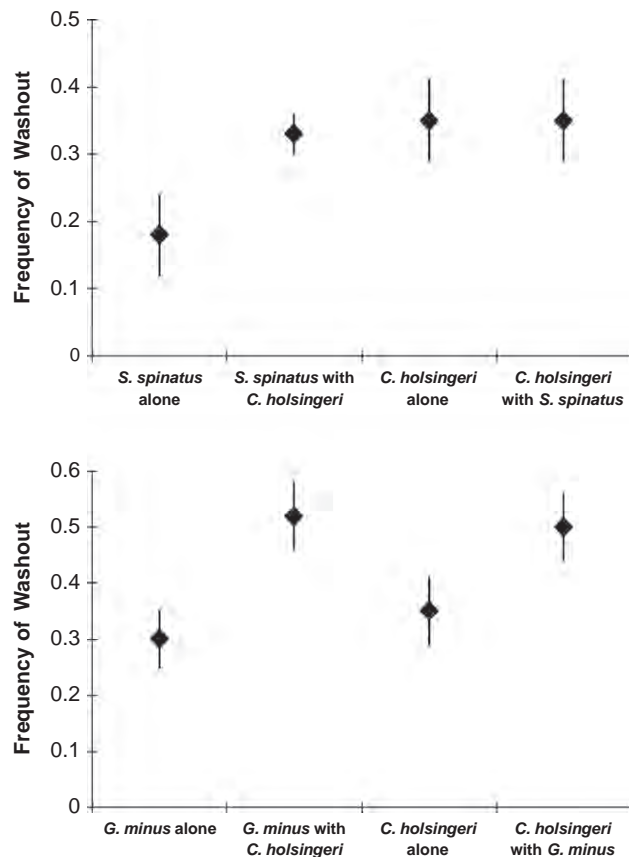 0.5
0.4
0.3
0.2
0.1
0
Frequency of Washout
S. spinatus
alone
S. spinatus with
C. holsingeri
C. holsingeri
alone
C. holsingeri
with S. spinatus
0.6
0.5
0.4
0.3
0.2
0.1
0
Frequency of Washout
G. minus alone
G. minus with
C. holsingeri
C. holsingeri
alone
C. holsingeri
with G. minus